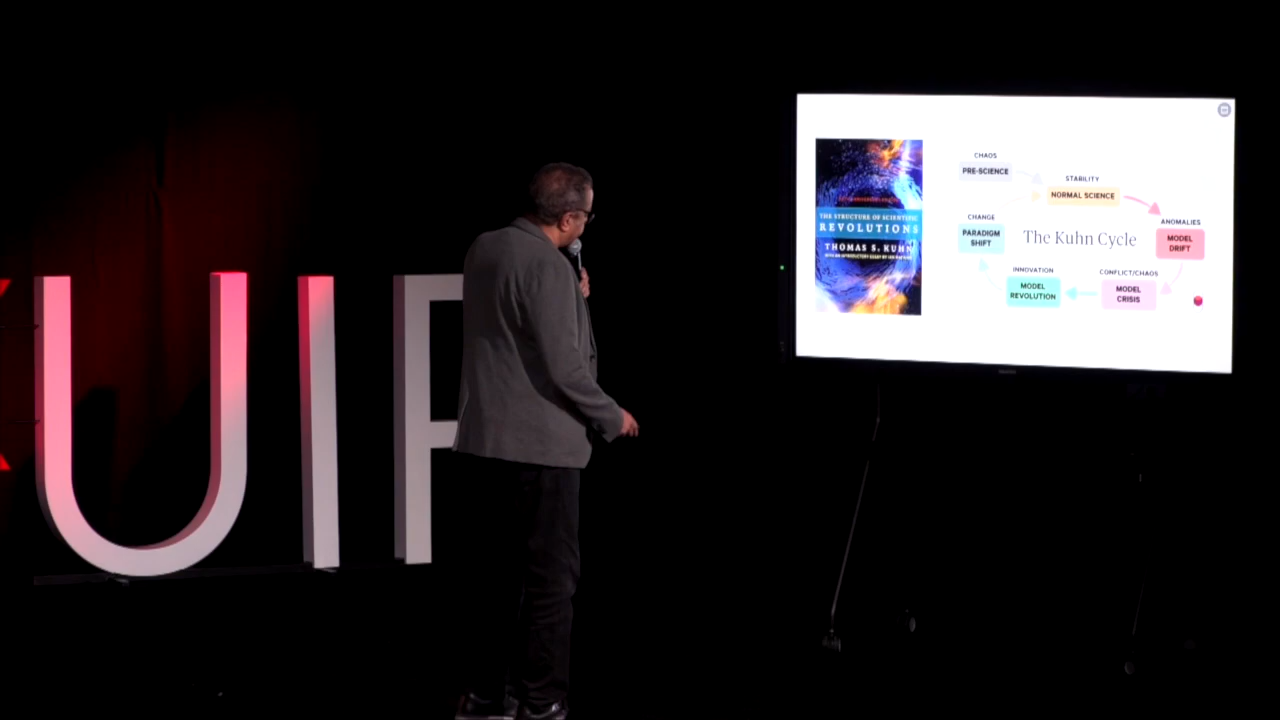 UIP
THE STRUCTURE OF SCIENTIFIC
REVOLUTIONS
THOMAS S. KUHN
CHAOS
PRE-SCIENCE
STABILITY
NORMAL SCIENCE
ANOMALIES
MODEL
DRIFT
CONFLICT/CHAOS
MODEL
CRISIS
INNOVATION
MODEL
REVOLUTION
CHANGE
PARADIGM
SHIFT
The Kuhn Cycle